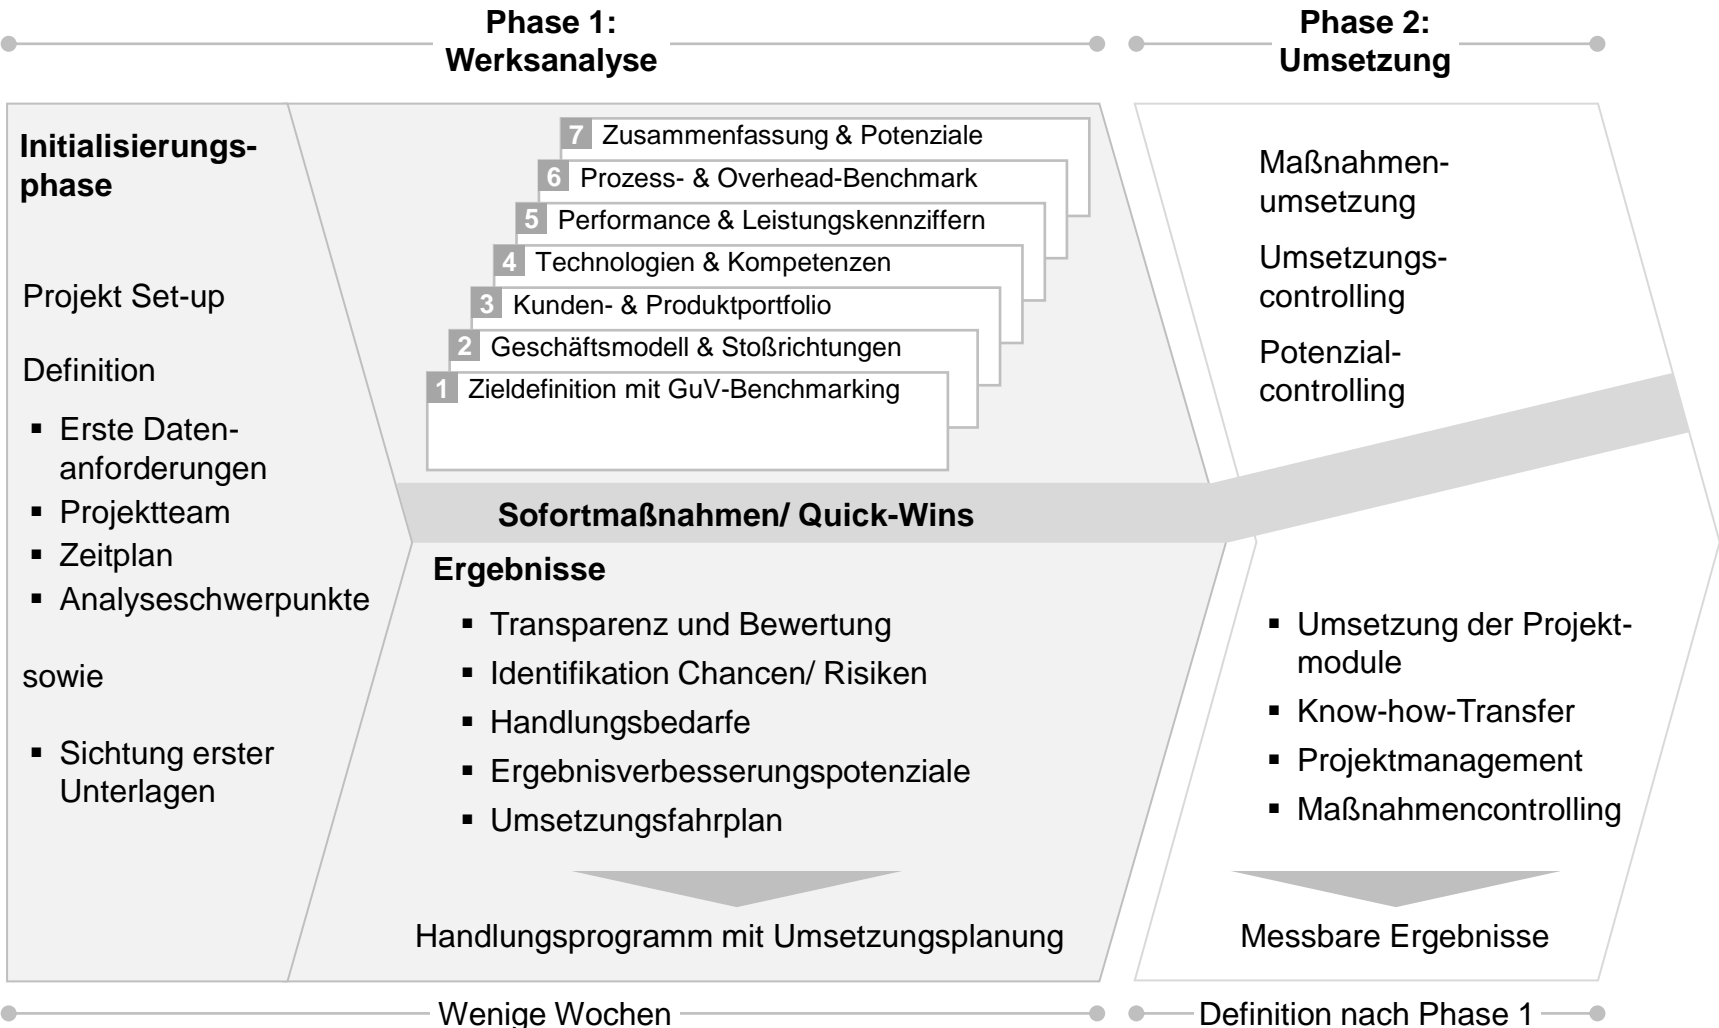 Phase 1:
Werksanalyse
Phase 2:
Umsetzung
Initialisierungs-
phase
Projekt Set-up
Definition
▪ Erste Daten-
anforderungen
▪ Projektteam
▪ Zeitplan
▪ Analyseschwerpunkte
sowie
▪ Sichtung erster
Unterlagen
7 Zusammenfassung & Potenziale
6 Prozess- & Overhead-Benchmark
5 Performance & Leistungskennziffern
4 Technologien & Kompetenzen
3 Kunden- & Produktportfolio
2 Geschäftsmodell & Stoßrichtungen
1 Zieldefinition mit GuV-Benchmarking
Sofortmaßnahmen/ Quick-Wins
Ergebnisse
▪ Transparenz und Bewertung
▪ Identifikation Chancen/ Risiken
▪ Handlungsbedarfe
▪ Ergebnisverbesserungspotenziale
▪ Umsetzungsfahrplan
Handlungsprogramm mit Umsetzungsplanung
Maßnahmen-
umsetzung
Umsetzungs-
controlling
Potenzial-
controlling
▪ Umsetzung der Projekt-
module
▪ Know-how-Transfer
▪ Projektmanagement
▪ Maßnahmencontrolling
Messbare Ergebnisse
Wenige Wochen
Definition nach Phase 1